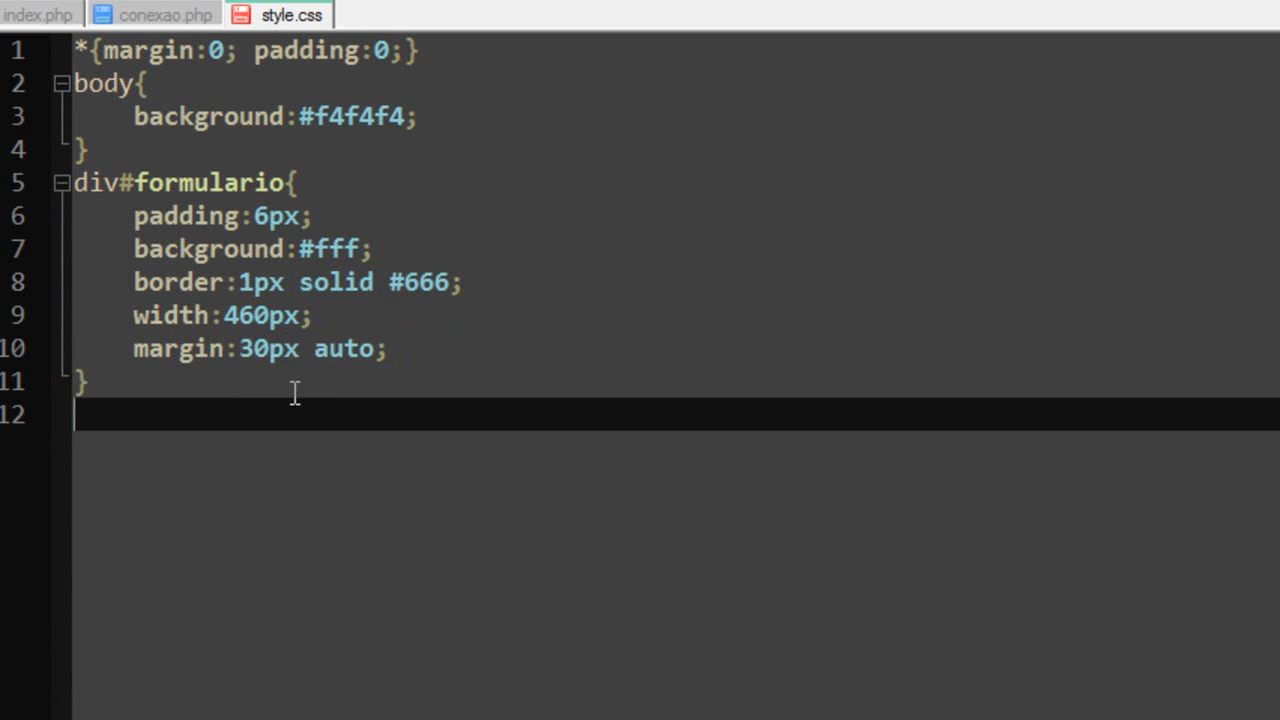 index.php conexao.php style.css
1 *{margin:0; padding:0;}
2 body{
3 background:#f4f4f4;
4 }
5 div#formulario{
6 padding:6px;
7 background:#fff;
8 border:1px solid #666;
9 width:460px;
10 margin:30px auto;
11 }
12